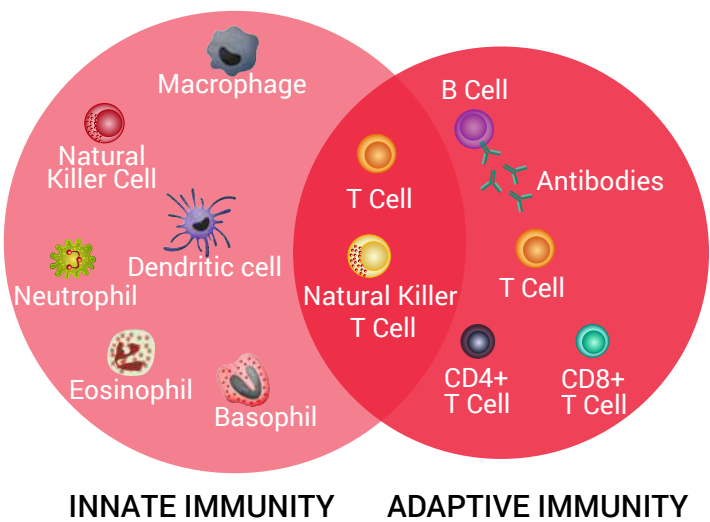 Macrophage
Natural
Killer Cell
Dendritic cell
Neutrophil
Eosinophil
Basophil
T Cell
Natural Killer
T Cell
B Cell
Antibodies
T Cell
CD4+
T Cell
CD8+
T Cell
INNATE IMMUNITY
ADAPTIVE IMMUNITY